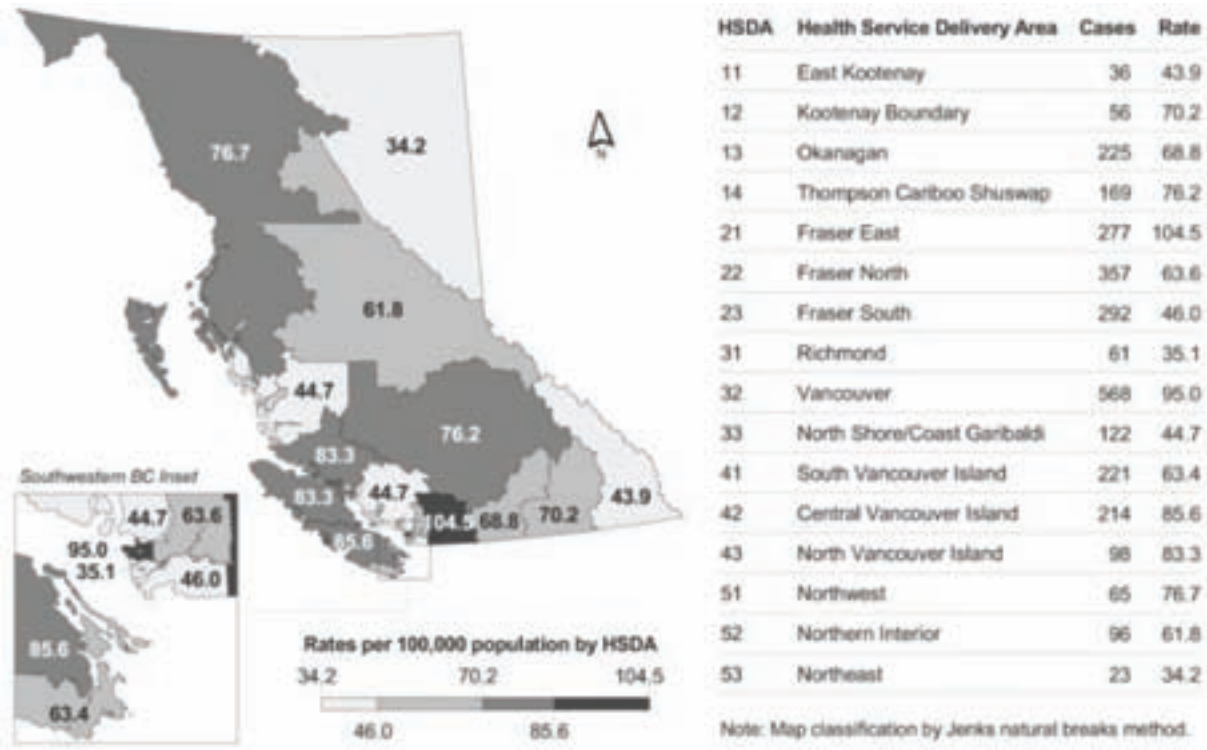 76.7
34.2
N
61.8
44.7
76.2
83.3
83.3
44.7
43.9
104.5
68.8
70.2
85.6
Southwestern BC Inset
44.7
63.6
95.0
35.1
46.0
85.6
63.4
Rates per 100,000 population by HSDA
34.2 70.2 104.5
46.0 85.6
HSDA Health Service Delivery Area Cases Rate
11 East Kootenay 36 43.9
12 Kootenay Boundary 56 70.2
13 Okanagan 225 68.8
14 Thompson Cariboo Shuswap 169 76.2
21 Fraser East 277 104.5
22 Fraser North 357 63.6
23 Fraser South 292 46.0
31 Richmond 61 35.1
32 Vancouver 568 95.0
33 North Shore/Coast Garibaldi 122 44.7
41 South Vancouver Island 221 63.4
42 Central Vancouver Island 214 85.6
43 North Vancouver Island 98 83.3
51 Northwest 65 76.7
52 Northern Interior 96 61.8
53 Northeast 23 34.2
Note: Map classification by Jenks natural breaks method.